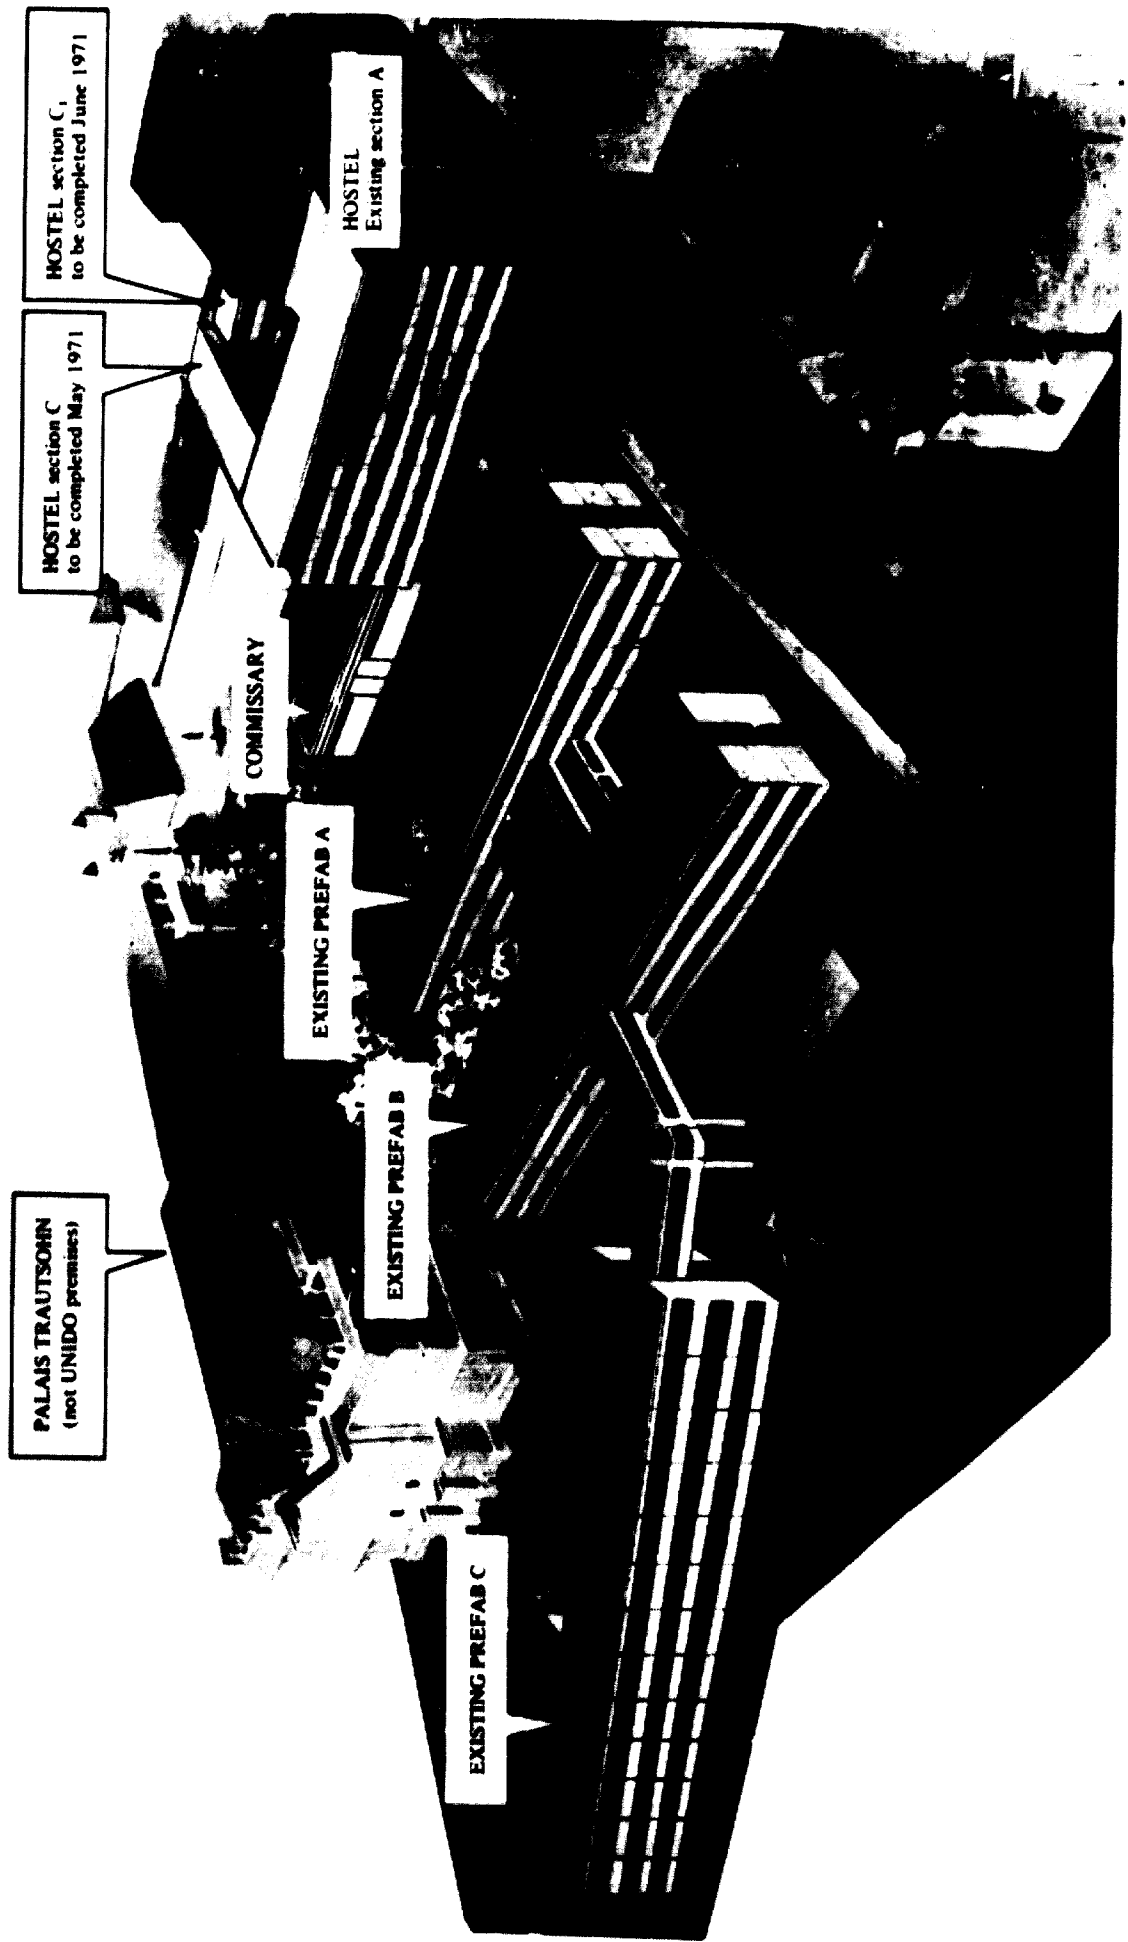 PALAIS TRAUTSOHN
(not UNIDO premises)
HOSTEL section C
to be completed May 1971
HOSTEL section C₁
to be completed June 1971
EXISTING PREFAB C
EXISTING PREFAB B
EXISTING PREFAB A
COMMISSARY
HOSTEL
Existing section A